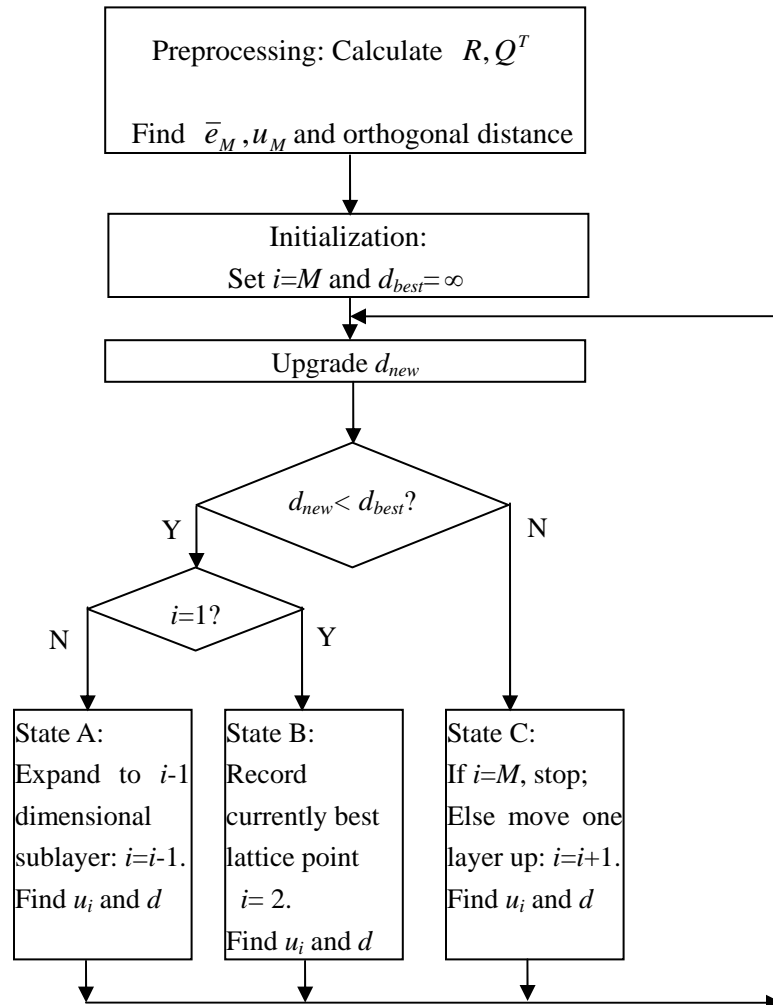 Preprocessing: Calculate R, Q^T
Find e̅_M, u_M and orthogonal distance
Initialization:
Set i=M and d_best=∞
Upgrade d_new
d_new< d_best?
Y
N
i=1?
N
Y
State A:
Expand to i-1
dimensional
sublayer: i=i-1.
Find u_i and d
State B:
Record
currently best
lattice point
i= 2.
Find u_i and d
State C:
If i=M, stop;
Else move one
layer up: i=i+1.
Find u_i and d